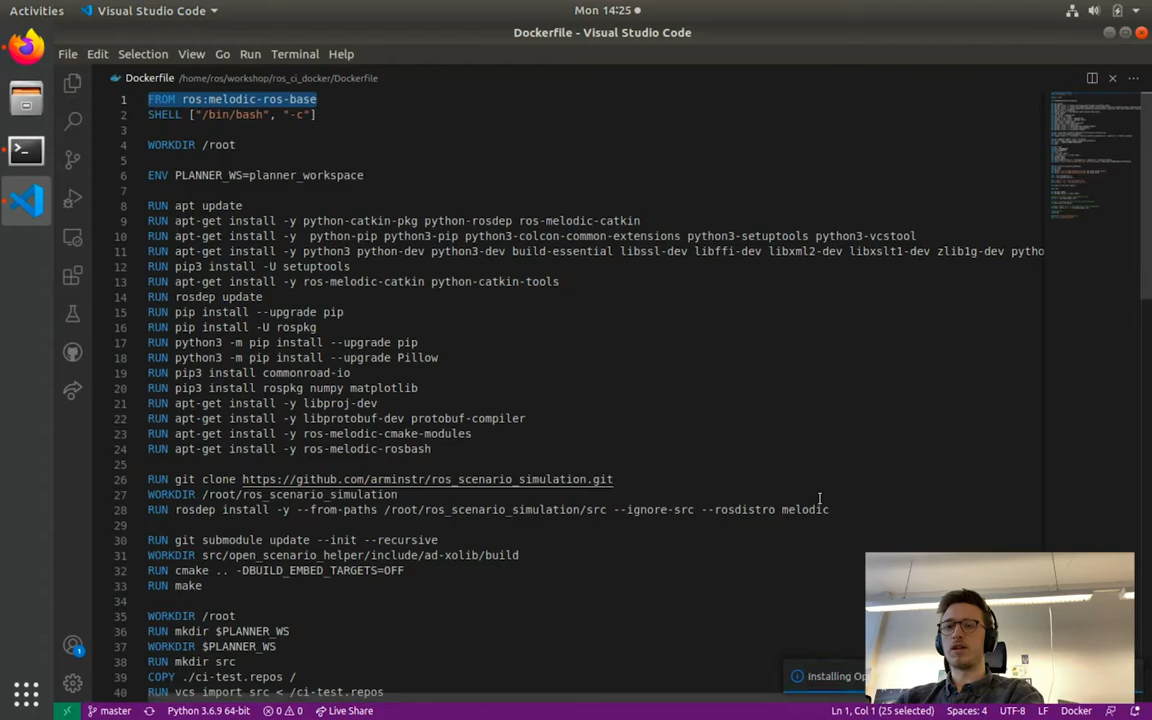 Activities Visual Studio Code Mon 14:25
Dockerfile - Visual Studio Code
File Edit Selection View Go Run Terminal Help
Dockerfile /home/ros/workshop/ros_ci_docker/Dockerfile
1 FROM ros:melodic-ros-base
2 SHELL ["/bin/bash", "-c"]
3
4 WORKDIR /root
5
6 ENV PLANNER_WS=planner_workspace
7
8 RUN apt update
9 RUN apt-get install -y python-catkin-pkg python-rosdep ros-melodic-catkin
10 RUN apt-get install -y  python-pip python3-pip python3-colcon-common-extensions python3-setuptools python3-vcstool
11 RUN apt-get install -y python3 python-dev python3-dev build-essential libssl-dev libffi-dev libxml2-dev libxslt1-dev zlib1g-dev pytho
12 RUN pip3 install -U setuptools
13 RUN apt-get install -y ros-melodic-catkin python-catkin-tools
14 RUN rosdep update
15 RUN pip install --upgrade pip
16 RUN pip install -U rospkg
17 RUN python3 -m pip install --upgrade pip
18 RUN python3 -m pip install --upgrade Pillow
19 RUN pip3 install commonroad-io
20 RUN pip3 install rospkg numpy matplotlib
21 RUN apt-get install -y libproj-dev
22 RUN apt-get install -y libprotobuf-dev protobuf-compiler
23 RUN apt-get install -y ros-melodic-cmake-modules
24 RUN apt-get install -y ros-melodic-rosbash
25
26 RUN git clone https://github.com/arminstr/ros_scenario_simulation.git
27 WORKDIR /root/ros_scenario_simulation
28 RUN rosdep install -y --from-paths /root/ros_scenario_simulation/src --ignore-src --rosdistro melodic
29
30 RUN git submodule update --init --recursive
31 WORKDIR src/open_scenario_helper/include/ad-xolib/build
32 RUN cmake .. -DBUILD_EMBED_TARGETS=OFF
33 RUN make
34
35 WORKDIR /root
36 RUN mkdir $PLANNER_WS
37 WORKDIR $PLANNER_WS
38 RUN mkdir src
39 COPY ./ci-test.repos /
40 RUN vcs import src < /ci-test.repos
Installing Op
1
master Python 3.6.9 64-bit 0 0 Live Share Ln 1, Col 1 (25 selected) Spaces: 4 UTF-8 LF Docker